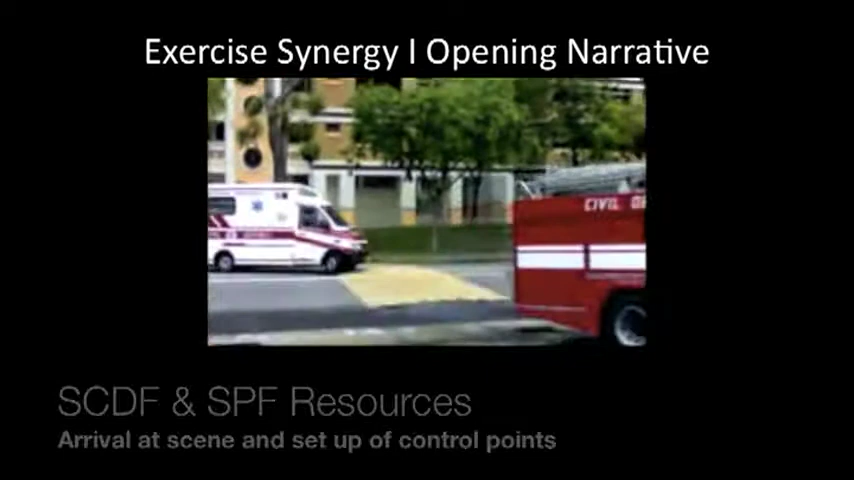 Exercise Synergy I Opening Narrative
CIVIL
SCDF & SPF Resources
Arrival at scene and set up of control points